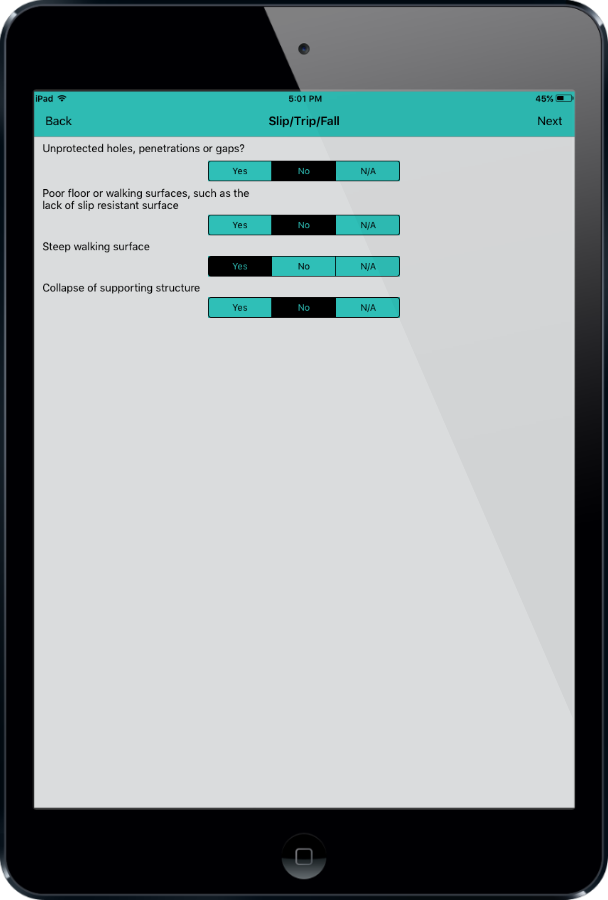 iPad 5:01 PM 45%
Back Slip/Trip/Fall Next
Unprotected holes, penetrations or gaps?
Yes No N/A
Poor floor or walking surfaces, such as the
lack of slip resistant surface
Yes No N/A
Steep walking surface
Yes No N/A
Collapse of supporting structure
Yes No N/A